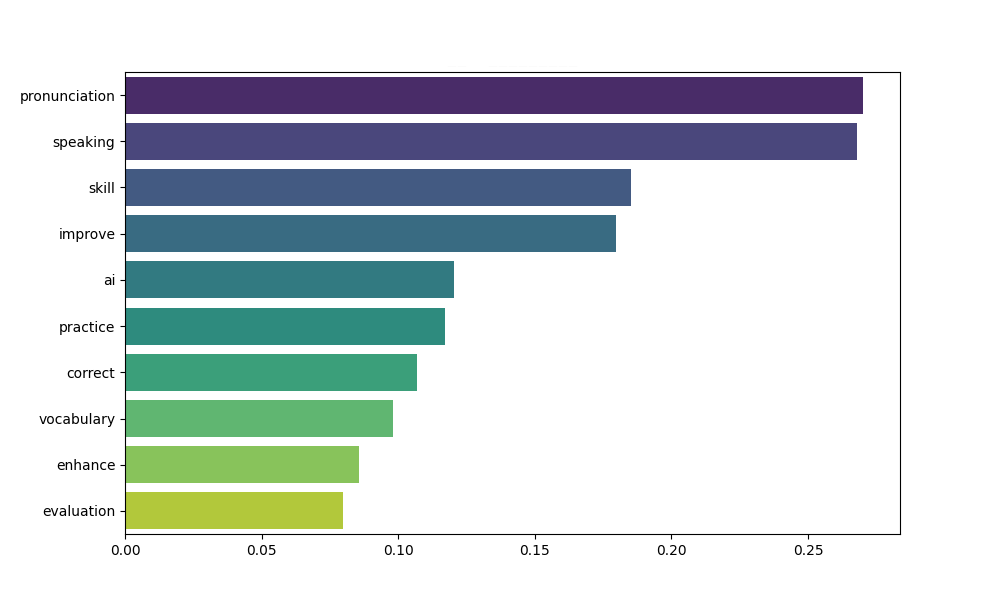 pronunciation
speaking
skill
improve
ai
practice
correct
vocabulary
enhance
evaluation
0.00 0.05 0.10 0.15 0.20 0.25